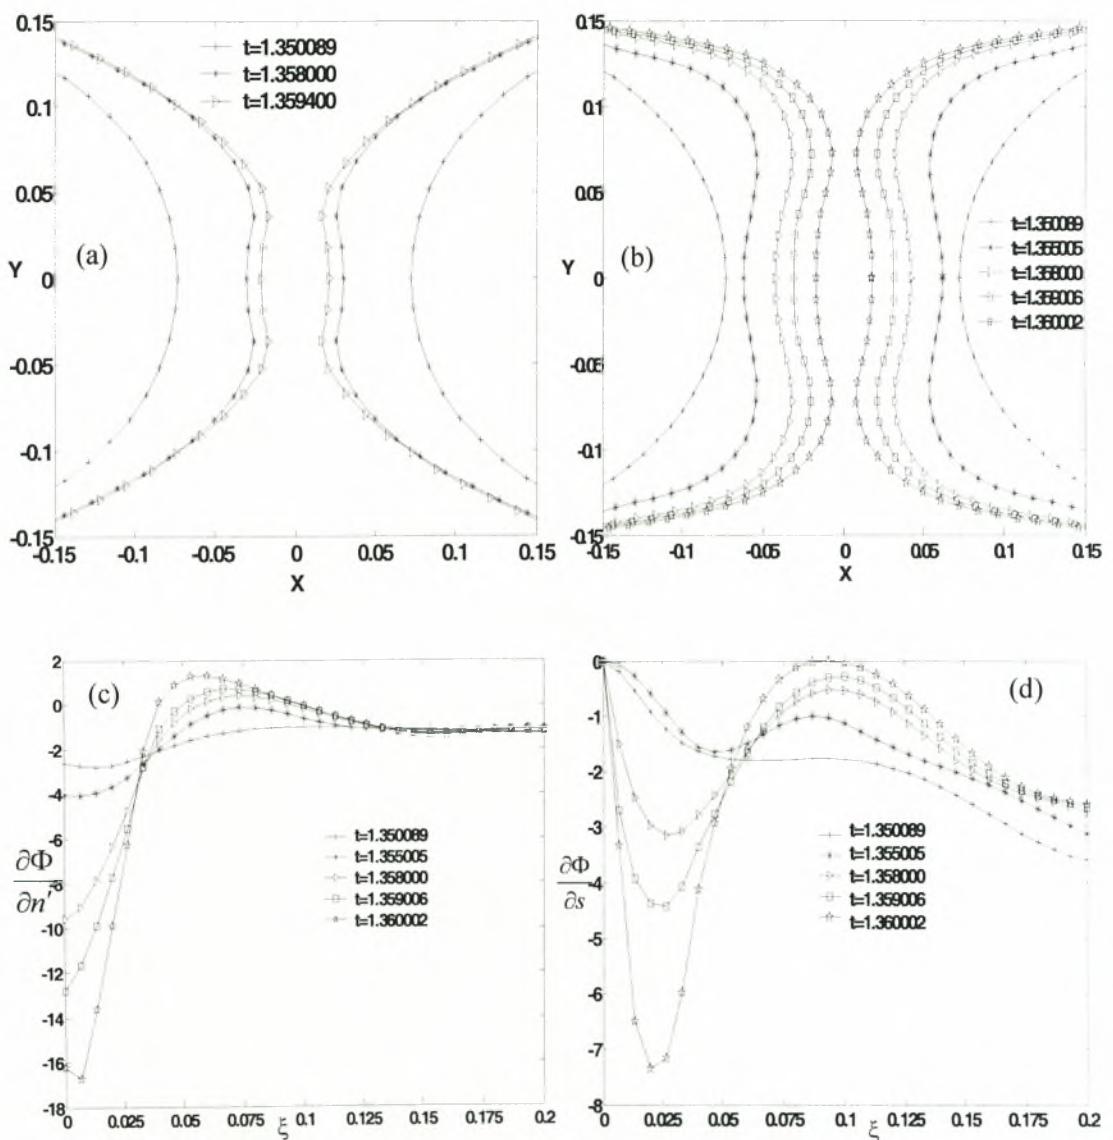 0.15
0.1
0.05
0
-0.05
-0.1
-0.15
Y
(a)
t=1.350089
t=1.358000
t=1.359400
-0.15
-0.1
-0.05
0
0.05
0.1
0.15
X
0.15
0.1
0.05
0
-0.05
-0.1
-0.15
Y
(b)
t=1.350089
t=1.355005
t=1.358000
t=1.359006
t=1.360002
-0.15
-0.1
-0.05
0
0.05
0.1
0.15
X
2
0
-2
-4
-6
-8
-10
-12
-14
-16
-18
∂Φ
∂n'
(c)
t=1.350089
t=1.355005
t=1.358000
t=1.359006
t=1.360002
0
0.025
0.05
0.075
0.1
0.125
0.15
0.175
0.2
ξ
0
-1
-2
-3
-4
-5
-6
-7
-8
∂Φ
∂s
(d)
t=1.350089
t=1.355005
t=1.358000
t=1.359006
t=1.360002
0
0.025
0.05
0.075
0.1
0.125
0.15
0.175
0.2
ξ